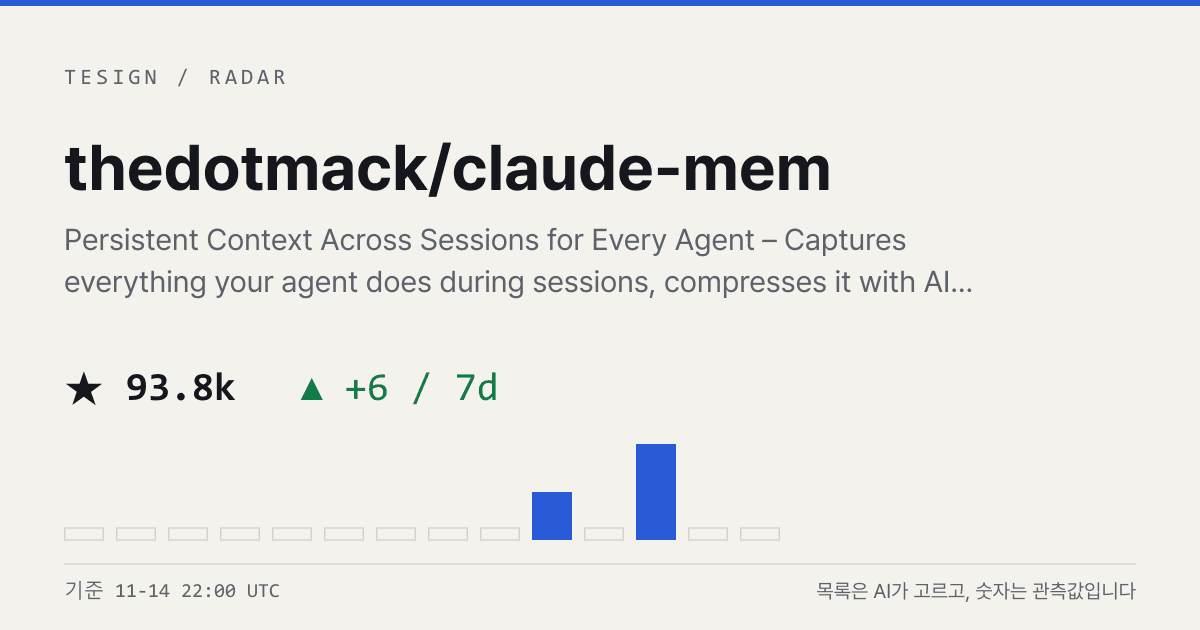 TESIGN / RADAR
thedotmack/claude-mem
Persistent Context Across Sessions for Every Agent – Captures
everything your agent does during sessions, compresses it with AI…
★ 93.8k ▲ +6 / 7d
기준 11-14 22:00 UTC
목록은 AI가 고르고, 숫자는 관측값입니다